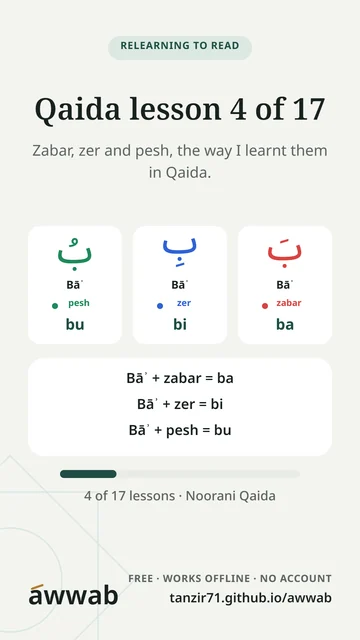 RELEARNING TO READ
Qaida lesson 4 of 17
Zabar, zer and pesh, the way I learnt them
in Qaida.
بُ
Bāʾ
pesh
bu
بِ
Bāʾ
zer
bi
بَ
Bāʾ
zabar
ba
Bāʾ + zabar = ba
Bāʾ + zer = bi
Bāʾ + pesh = bu
4 of 17 lessons · Noorani Qaida
awwab
FREE · WORKS OFFLINE · NO ACCOUNT
tanzir71.github.io/awwab